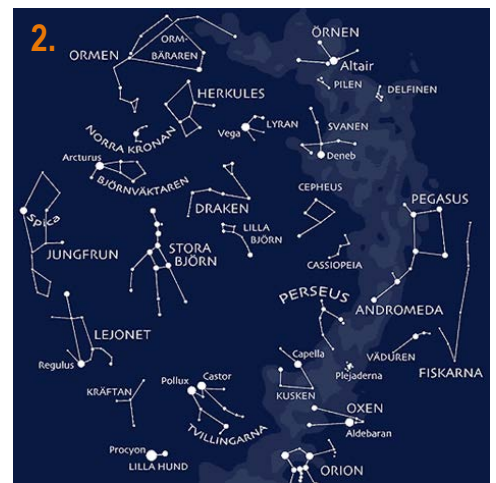 2.
ORMEN
ORM-
BÄRAREN
ÖRNEN
Altair
PILEN
DELFINEN
HERKULES
NORRA KRONAN
Vega
LYRAN
SVANEN
Deneb
Arcturus
BJÖRNVÄKTAREN
DRAKEN
CEPHEUS
PEGASUS
Spica
JUNGFRUN
STORA
BJÖRN
LILLA
BJÖRN
CASSIOPEIA
PERSEUS
ANDROMEDA
LEJONET
Regulus
Capella
Plejaderna
VÄDUREN
FISKARNA
KRÄFTAN
Pollux
Castor
KUSKEN
TVILLINGARNA
OXEN
Aldebaran
Procyon
LILLA HUND
ORION